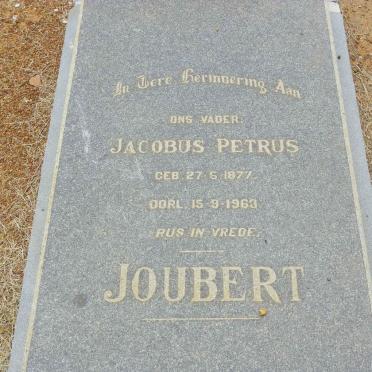 In Tere Herinnering Aan
ONS VADER.
JACOBUS PETRUS
GEB. 27-5-1877.
OORL. 15-9-1963
RUS IN VREDE.
JOUBERT